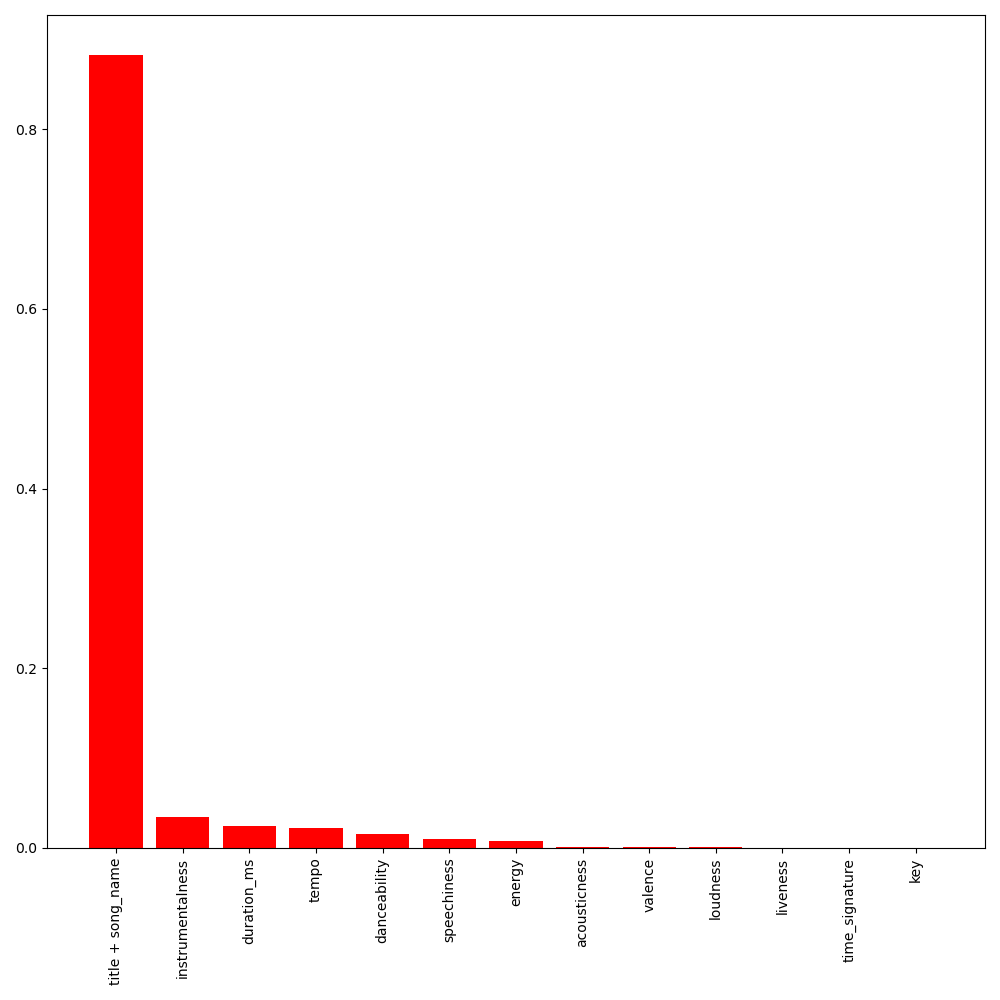 0.8
0.6
0.4
0.2
0.0
title + song_name
instrumentalness
duration_ms
tempo
danceability
speechiness
energy
acousticness
valence
loudness
liveness
time_signature
key